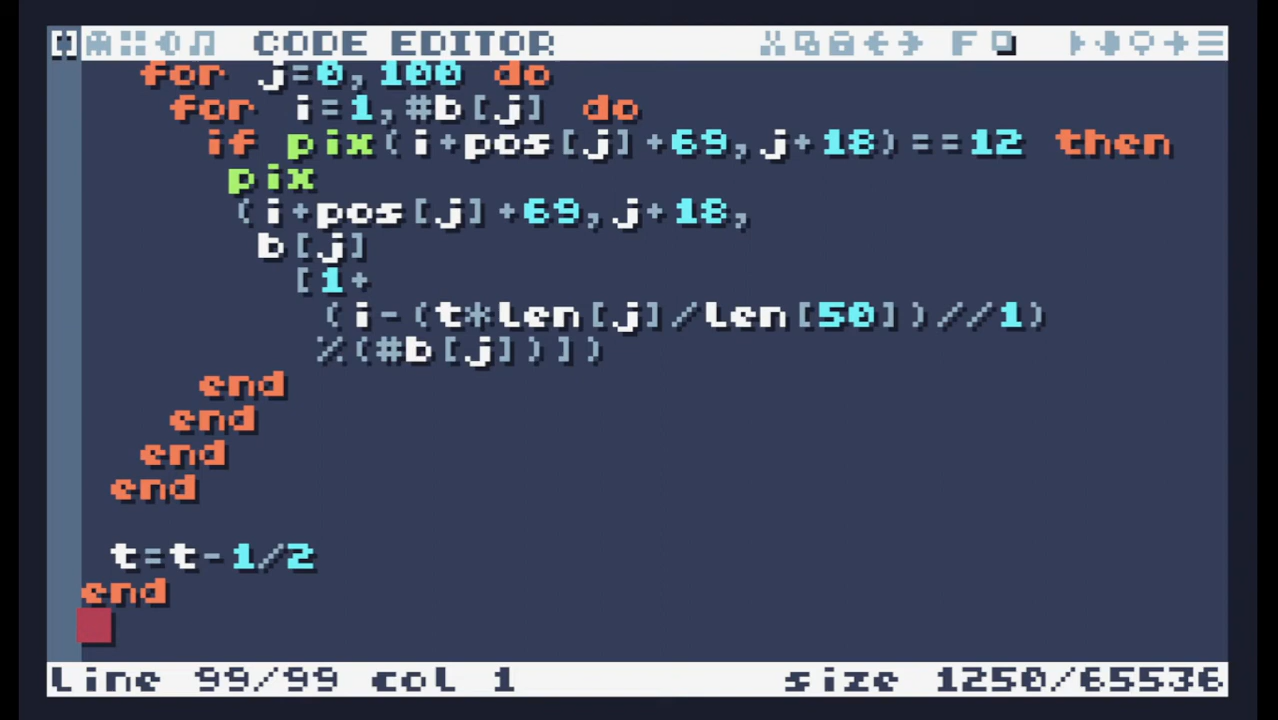 CODE EDITOR F
for j=0,100 do
for i=1,#b[j] do
if pix(i+pos[j]+69,j+18)==12 then
pix
(i+pos[j]+69,j+18,
b[j]
[1+
(i-(t*len[j]/len[50])//1)
%(#b[j])])
end
end
end
end
t=t-1/2
end
line 99/99 col 1 size 1250/65536